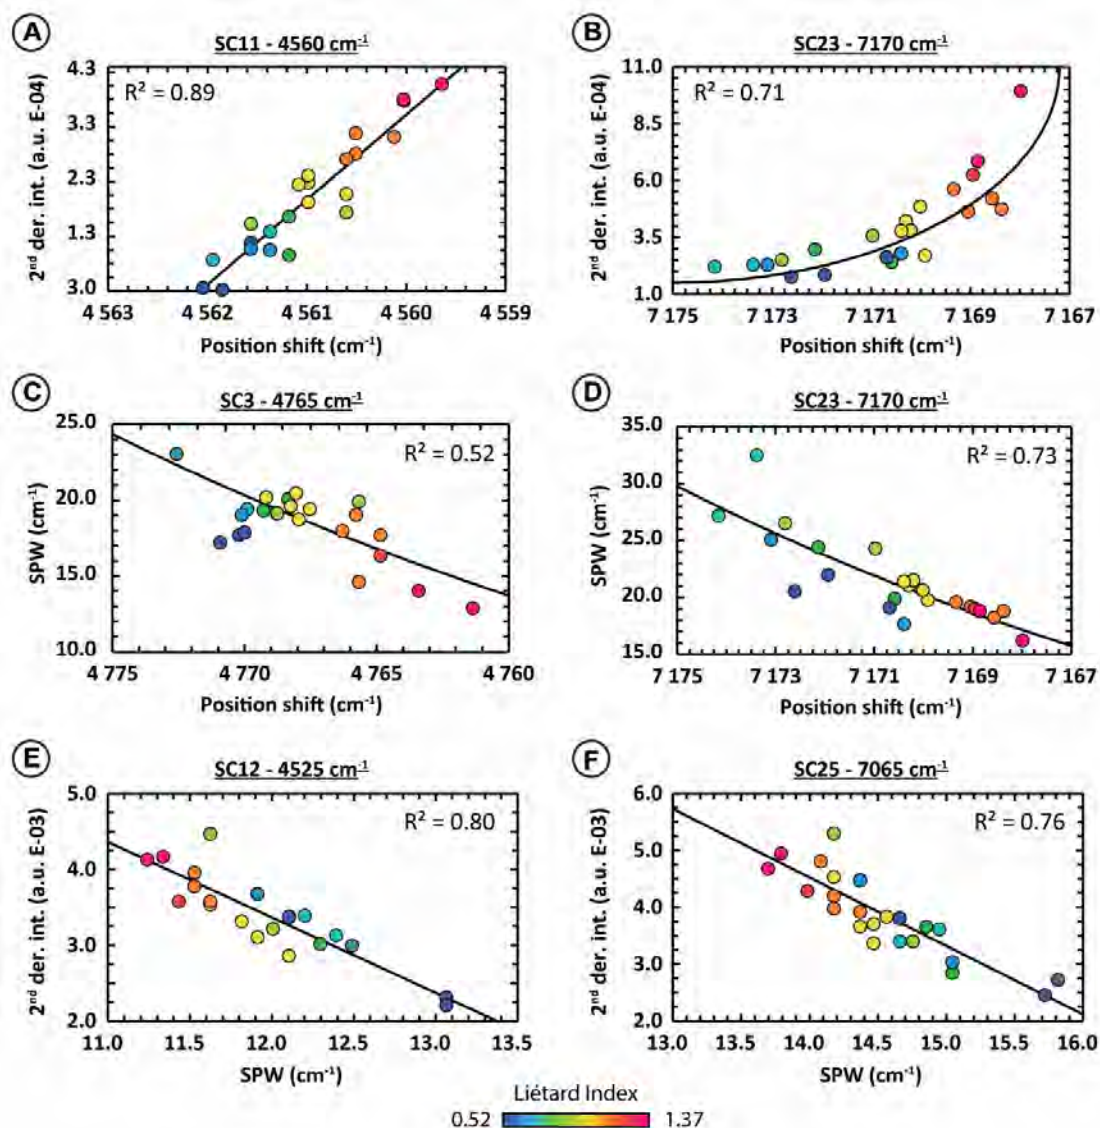 A
SC11 - 4560 cm-1
R2 = 0.89
2nd der. int. (a.u. E-04)
4.3
3.3
2.3
1.3
3.0
4 563
4 562
4 561
4 560
4 559
Position shift (cm-1)
B
SC23 - 7170 cm-1
R2 = 0.71
2nd der. int. (a.u. E-04)
11.0
8.5
6.0
3.5
1.0
7 175
7 173
7 171
7 169
7 167
Position shift (cm-1)
C
SC3 - 4765 cm-1
R2 = 0.52
SPW (cm-1)
25.0
20.0
15.0
10.0
4 775
4 770
4 765
4 760
Position shift (cm-1)
D
SC23 - 7170 cm-1
R2 = 0.73
SPW (cm-1)
35.0
30.0
25.0
20.0
15.0
7 175
7 173
7 171
7 169
7 167
Position shift (cm-1)
E
SC12 - 4525 cm-1
R2 = 0.80
2nd der. int. (a.u. E-03)
5.0
4.0
3.0
2.0
11.0
11.5
12.0
12.5
13.0
13.5
SPW (cm-1)
F
SC25 - 7065 cm-1
R2 = 0.76
2nd der. int. (a.u. E-03)
6.0
5.0
4.0
3.0
2.0
13.0
13.5
14.0
14.5
15.0
15.5
16.0
SPW (cm-1)
Liétard Index
0.52
1.37